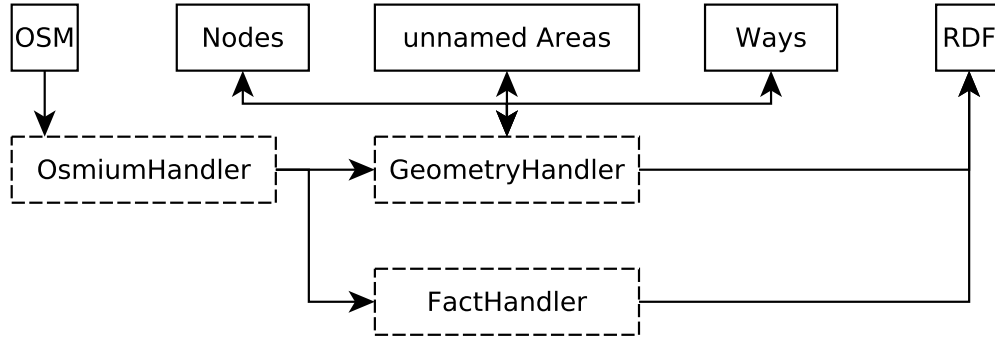 OSM
Nodes
unnamed Areas
Ways
RDF
OsmiumHandler
GeometryHandler
FactHandler